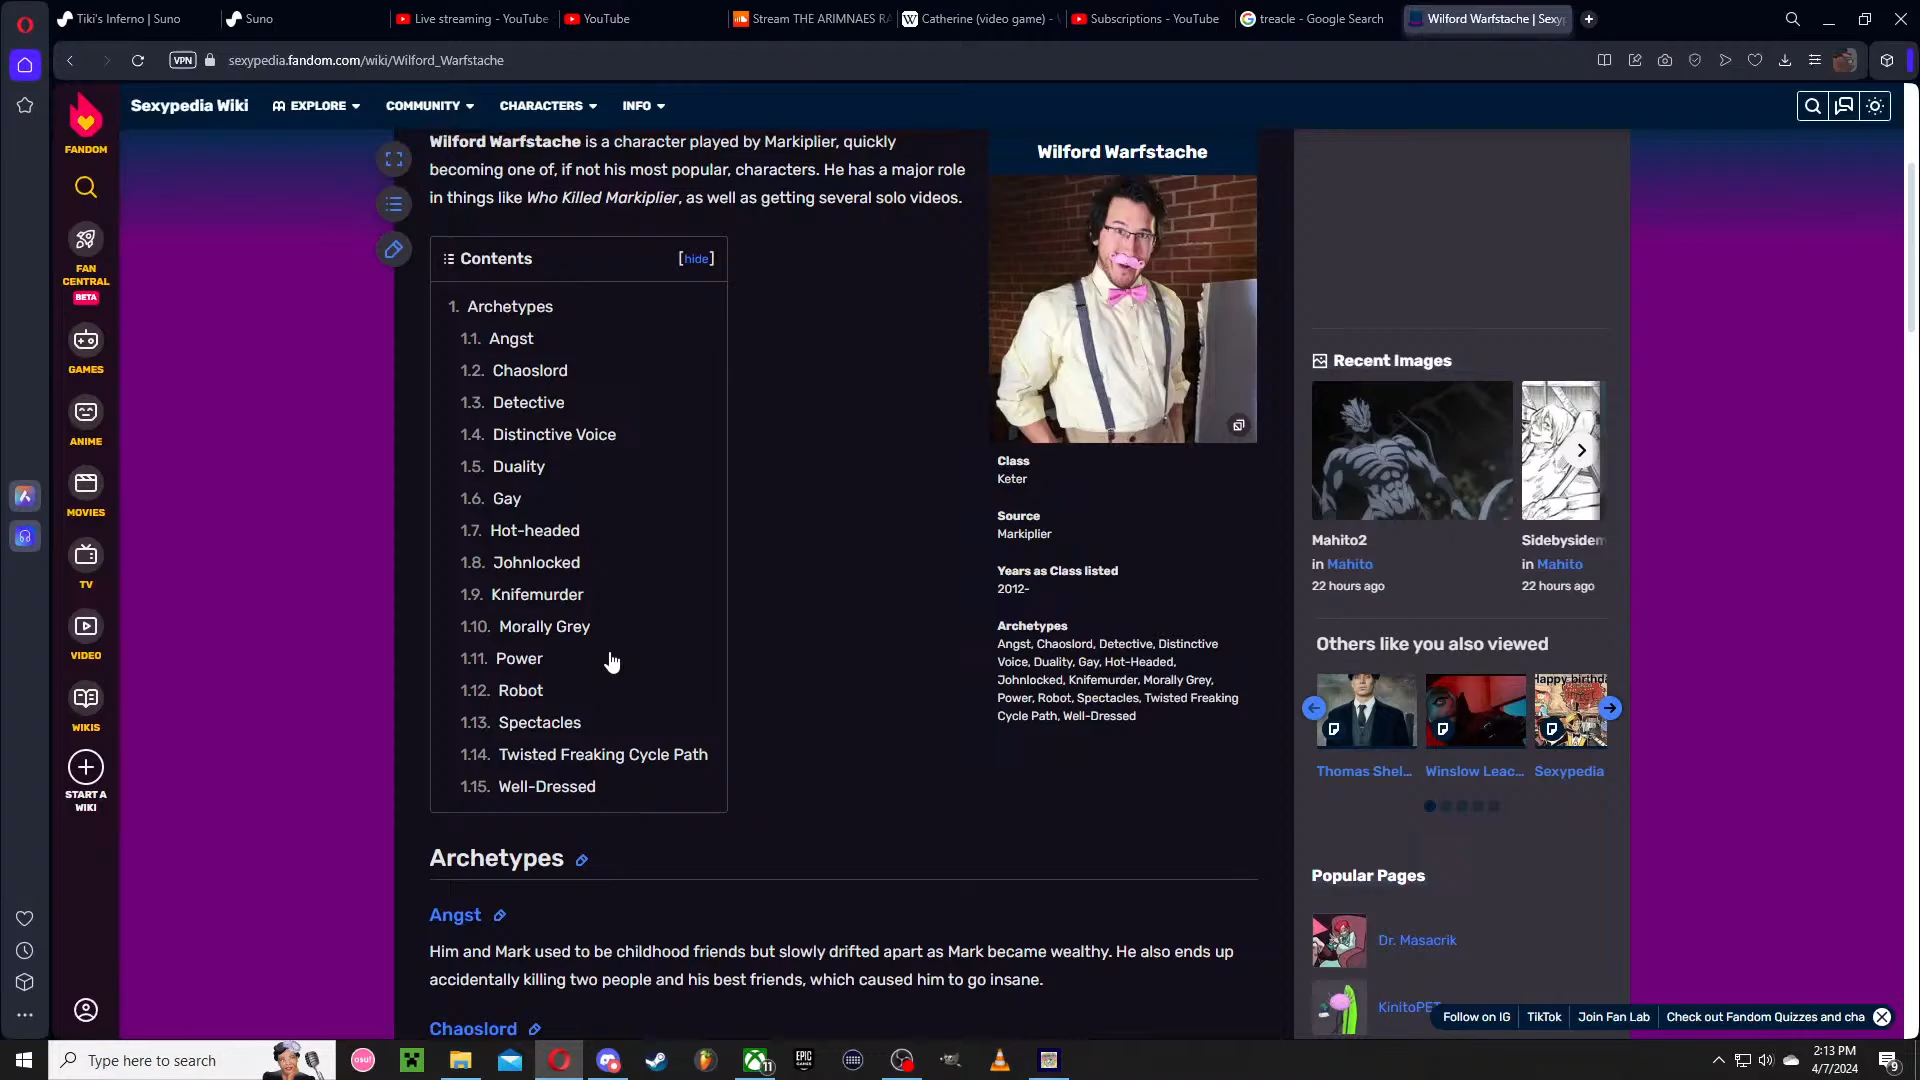 Tiki's Inferno | Suno
Suno
Live streaming - YouTube
YouTube
Stream THE ARIMNAES RA
Catherine (video game) -
Subscriptions - YouTube
treacle - Google Search
Wilford Warfstache | Sexy
VPN
sexypedia.fandom.com/wiki/Wilford_Warfstache
Sexypedia Wiki
EXPLORE
COMMUNITY
CHARACTERS
INFO
FANDOM
FAN
CENTRAL
BETA
GAMES
ANIME
MOVIES
TV
VIDEO
WIKIS
START A
WIKI
Wilford Warfstache is a character played by Markiplier, quickly
becoming one of, if not his most popular, characters. He has a major role
in things like Who Killed Markiplier, as well as getting several solo videos.
Contents
[hide]
1. Archetypes
1.1. Angst
1.2. Chaoslord
1.3. Detective
1.4. Distinctive Voice
1.5. Duality
1.6. Gay
1.7. Hot-headed
1.8. Johnlocked
1.9. Knifemurder
1.10. Morally Grey
1.11. Power
1.12. Robot
1.13. Spectacles
1.14. Twisted Freaking Cycle Path
1.15. Well-Dressed
Archetypes
Angst
Him and Mark used to be childhood friends but slowly drifted apart as Mark became wealthy. He also ends up
accidentally killing two people and his best friends, which caused him to go insane.
Chaoslord
Wilford Warfstache
Class
Keter
Source
Markiplier
Years as Class listed
2012-
Archetypes
Angst, Chaoslord, Detective, Distinctive
Voice, Duality, Gay, Hot-Headed,
Johnlocked, Knifemurder, Morally Grey,
Power, Robot, Spectacles, Twisted Freaking
Cycle Path, Well-Dressed
Recent Images
Mahito2
in Mahito
22 hours ago
Sidebysidem
in Mahito
22 hours ago
Others like you also viewed
Happy birthda
Thomas Shel...
Winslow Leac...
Sexypedia
Popular Pages
Dr. Masacrik
KinitoPET
Follow on IG
TikTok
Join Fan Lab
Check out Fandom Quizzes and cha
Type here to search
osu!
11
EPIC
GAMES
2:13 PM
4/7/2024
9